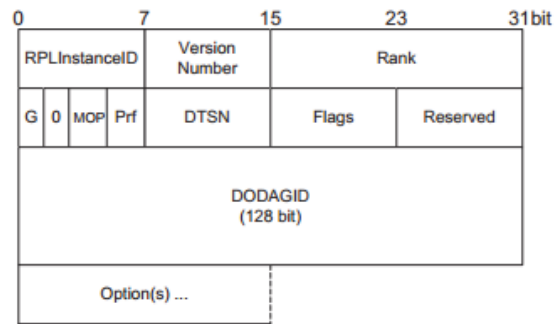 0 7 15 23 31bit
RPLInstanceID Version Number Rank
G 0 MOP Prf DTSN Flags Reserved
DODAGID
(128 bit)
Option(s) ...